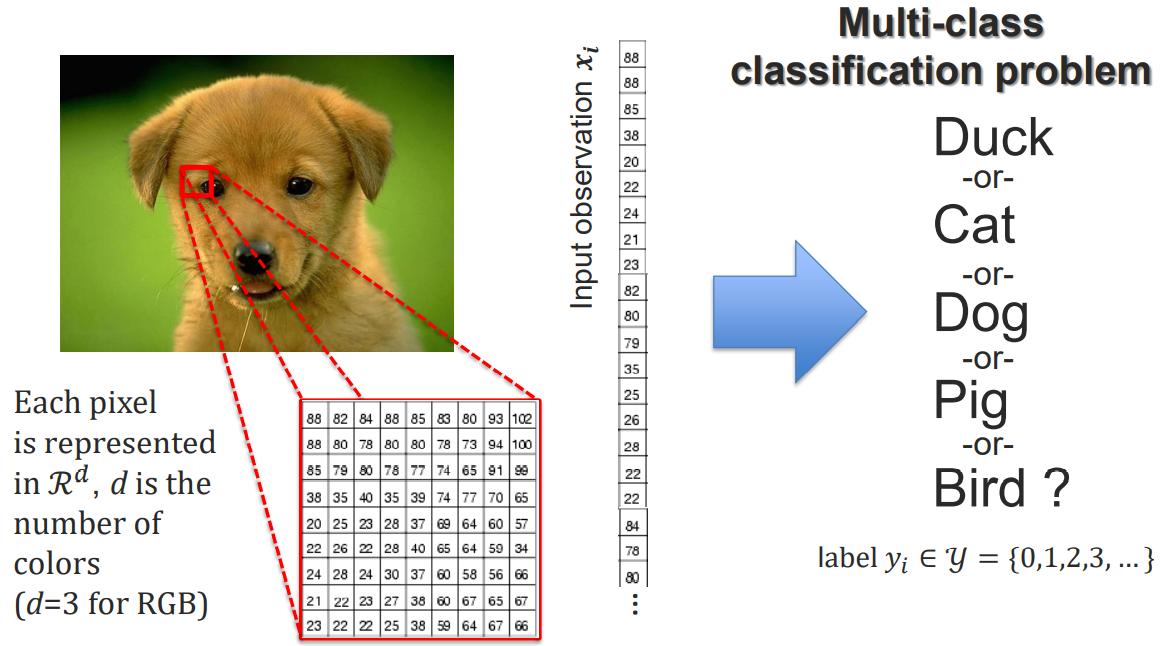 Multi-class
classification problem
Each pixel
is represented
in ℛᵈ, d is the
number of
colors
(d=3 for RGB)
88 82 84 88 85 83 80 93 102
88 80 78 80 80 78 73 94 100
85 79 80 78 77 74 65 91 99
38 35 40 35 39 74 77 70 65
20 25 23 28 37 69 64 60 57
22 26 22 28 40 65 64 59 34
24 28 24 30 37 60 58 56 66
21 22 23 27 38 60 67 65 67
23 22 22 25 38 59 64 67 66
Input observation xᵢ
88
88
85
38
20
22
24
21
23
82
80
79
35
25
26
28
22
22
84
78
80
...
Duck
-or-
Cat
-or-
Dog
-or-
Pig
-or-
Bird ?
label yᵢ ∈ 𝒴 = {0,1,2,3, … }